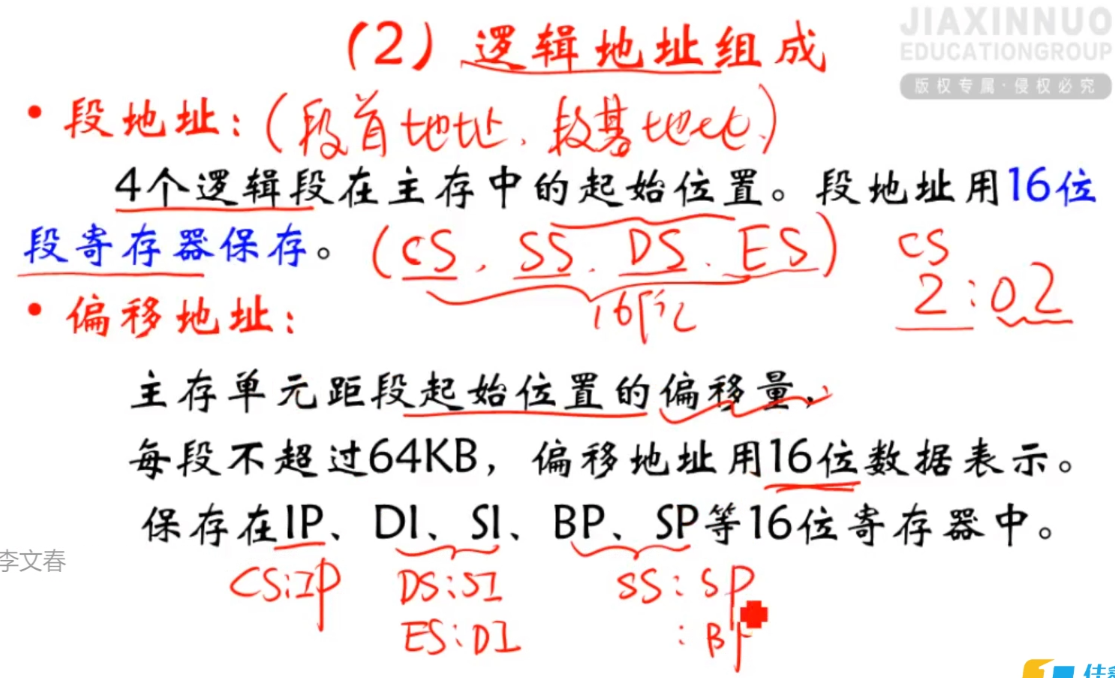 JIAXINNUO
EDUCATIONGROUP
版权专属·侵权必究
(2) 逻辑地址组成
• 段地址: (段首地址、段基地址、)
4个逻辑段在主存中的起始位置。段地址用16位
段寄存器保存。(CS、SS、DS、ES) CS
16位 2:02
• 偏移地址:
主存单元距段起始位置的偏移量,
每段不超过64KB, 偏移地址用16位数据表示。
保存在IP、DI、SI、BP、SP等16位寄存器中。
李文春
CS:IP DS:SI SS:SP
ES:DI :BP